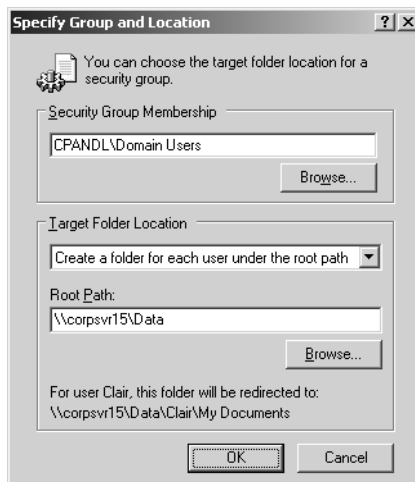 Specify Group and Location
You can choose the target folder location for a
security group.
Security Group Membership
CPANDL\Domain Users
Browse...
Target Folder Location
Create a folder for each user under the root path
Root Path:
\\corpsvr15\Data
Browse...
For user Clair, this folder will be redirected to:
\\corpsvr15\Data\Clair\My Documents
OK
Cancel